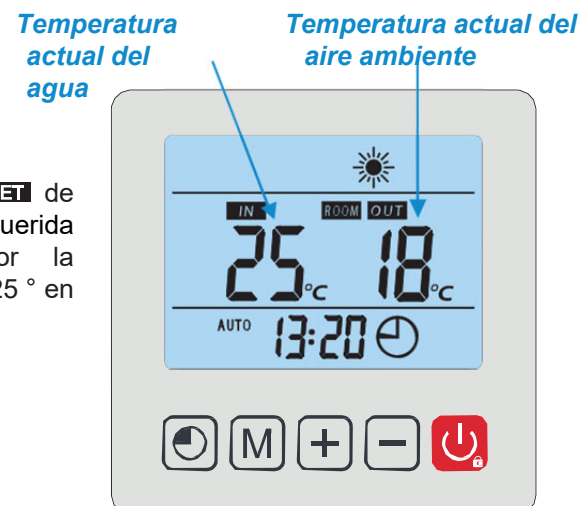 Temperatura actual del agua
Temperatura actual del aire ambiente
de
or la
25 ° en
IN ROOM OUT
25 °C 18 °C
AUTO 13:20
M + −